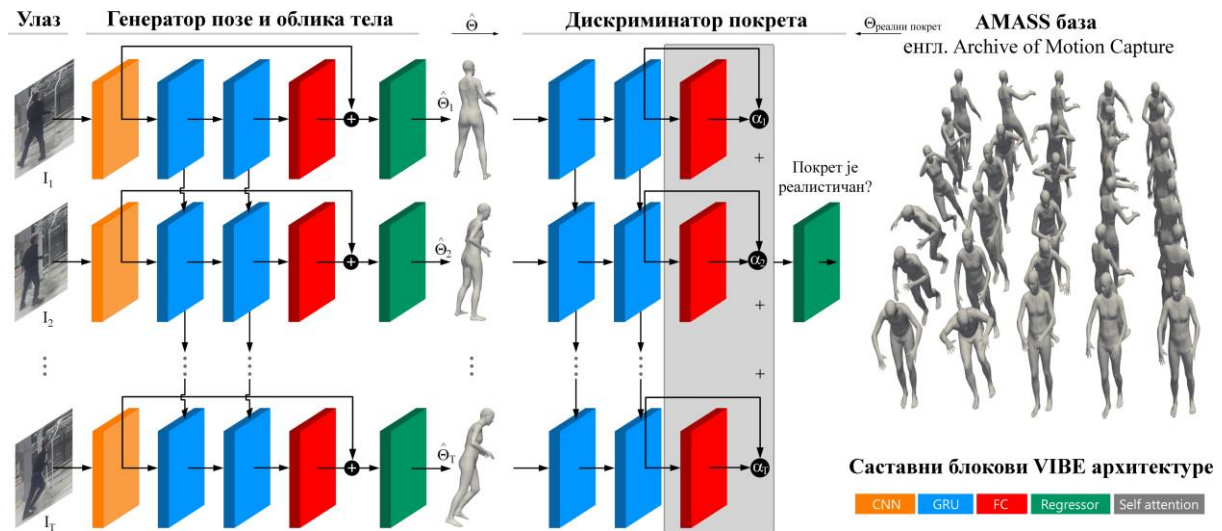 Улаз
Генератор позе и облика тела
Θ̂
Дискриминатор покрета
Θреални покрет
AMASS база
енгл. Archive of Motion Capture
I1
Θ̂1
+
α1
+
Покрет је
реалистичан?
I2
Θ̂2
+
α2
+
+
IT
Θ̂T
+
αT
Саставни блокови VIBE архитектуре
CNN
GRU
FC
Regressor
Self attention